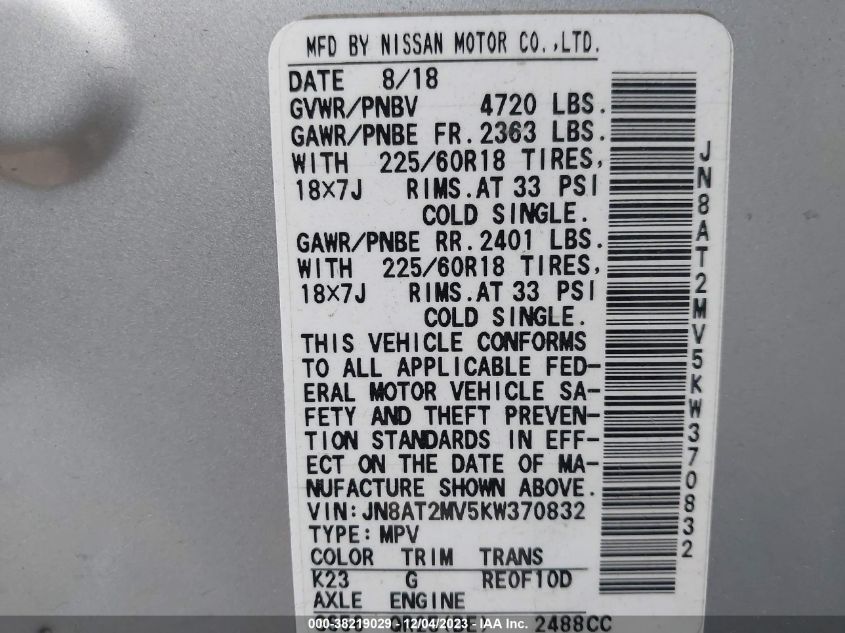 MFD BY NISSAN MOTOR CO.,LTD.
DATE 8/18
GVWR/PNBV 4720 LBS.
GAWR/PNBE FR. 2363 LBS.
WITH 225/60R18 TIRES,
18×7J RIMS. AT 33 PSI
COLD SINGLE.
GAWR/PNBE RR. 2401 LBS.
WITH 225/60R18 TIRES,
18×7J RIMS. AT 33 PSI
COLD SINGLE.
THIS VEHICLE CONFORMS
TO ALL APPLICABLE FED-
ERAL MOTOR VEHICLE SA-
FETY AND THEFT PREVEN-
TION STANDARDS IN EFF-
ECT ON THE DATE OF MA-
NUFACTURE SHOWN ABOVE.
VIN:JN8AT2MV5KW370832
TYPE:MPV
COLOR TRIM TRANS
K23 G RE0F10D
AXLE ENGINE
2488CC
JN8AT2MV5KW370832
000-38219029 - 12/04/2023 - IAA Inc.